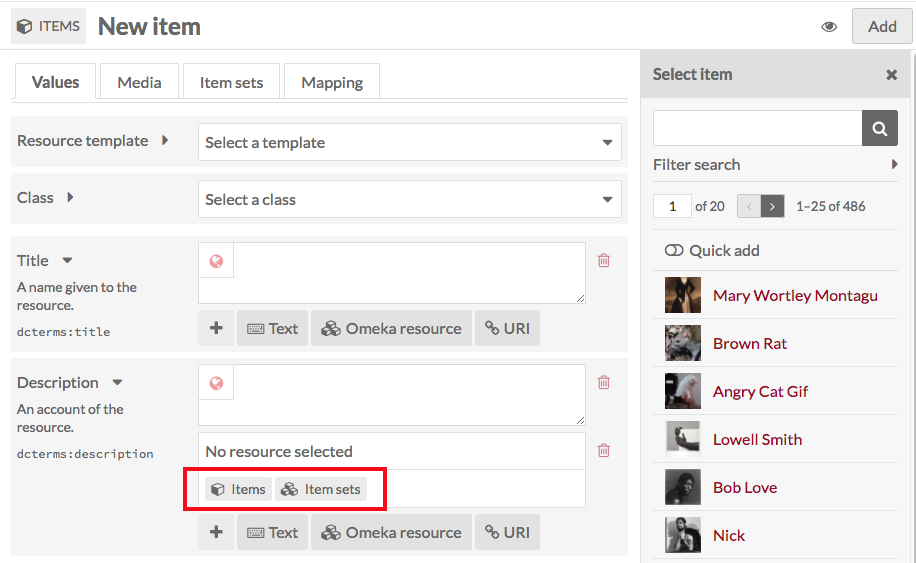 ITEMS New item
Add
Values Media Item sets Mapping
Resource template
Select a template
Class
Select a class
Title
A name given to the
resource.
dcterms:title
Text Omeka resource URI
Description
An account of the
resource.
dcterms:description
No resource selected
Items Item sets
Text Omeka resource URI
Select item
Filter search
1 of 20 1–25 of 486
Quick add
Mary Wortley Montagu
Brown Rat
Angry Cat Gif
Lowell Smith
Bob Love
Nick